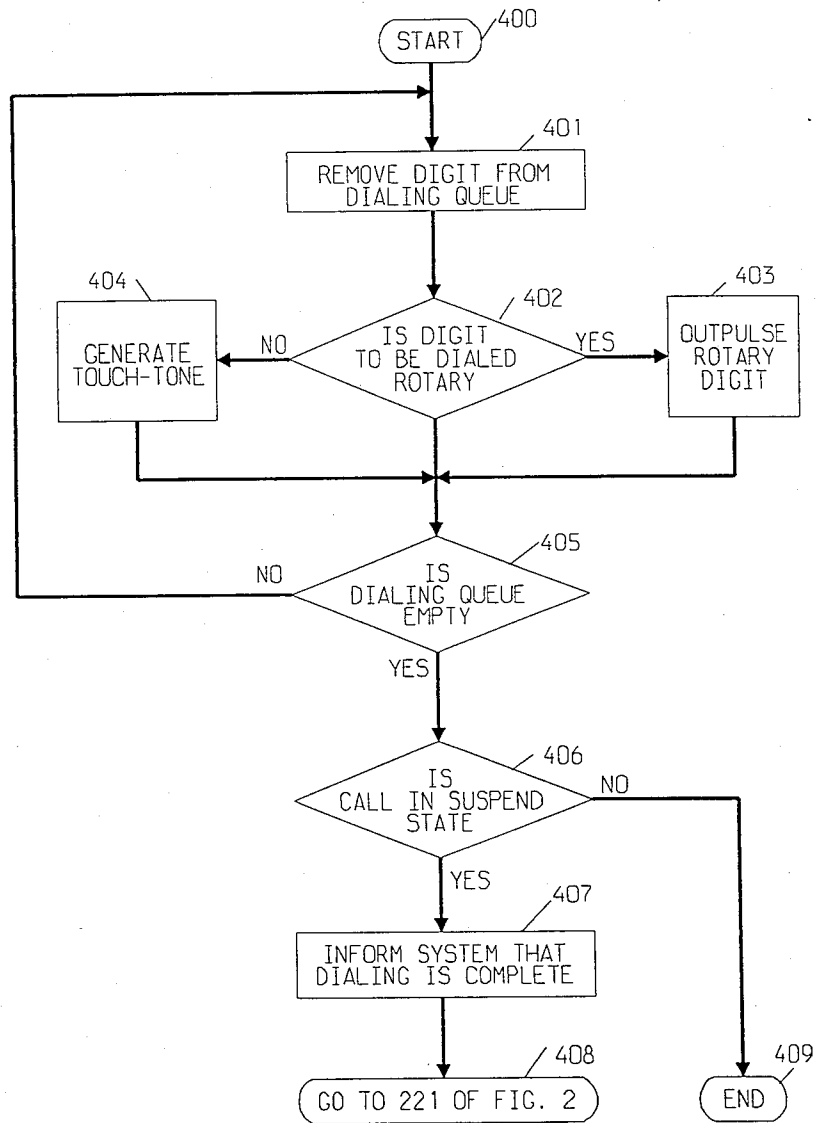 START
400
401
REMOVE DIGIT FROM
DIALING QUEUE
404
402
403
GENERATE
TOUCH-TONE
NO
IS DIGIT
TO BE DIALED
ROTARY
YES
OUTPULSE
ROTARY
DIGIT
405
NO
IS
DIALING QUEUE
EMPTY
YES
406
IS
CALL IN SUSPEND
STATE
NO
YES
407
INFORM SYSTEM THAT
DIALING IS COMPLETE
408
409
GO TO 221 OF FIG. 2
END